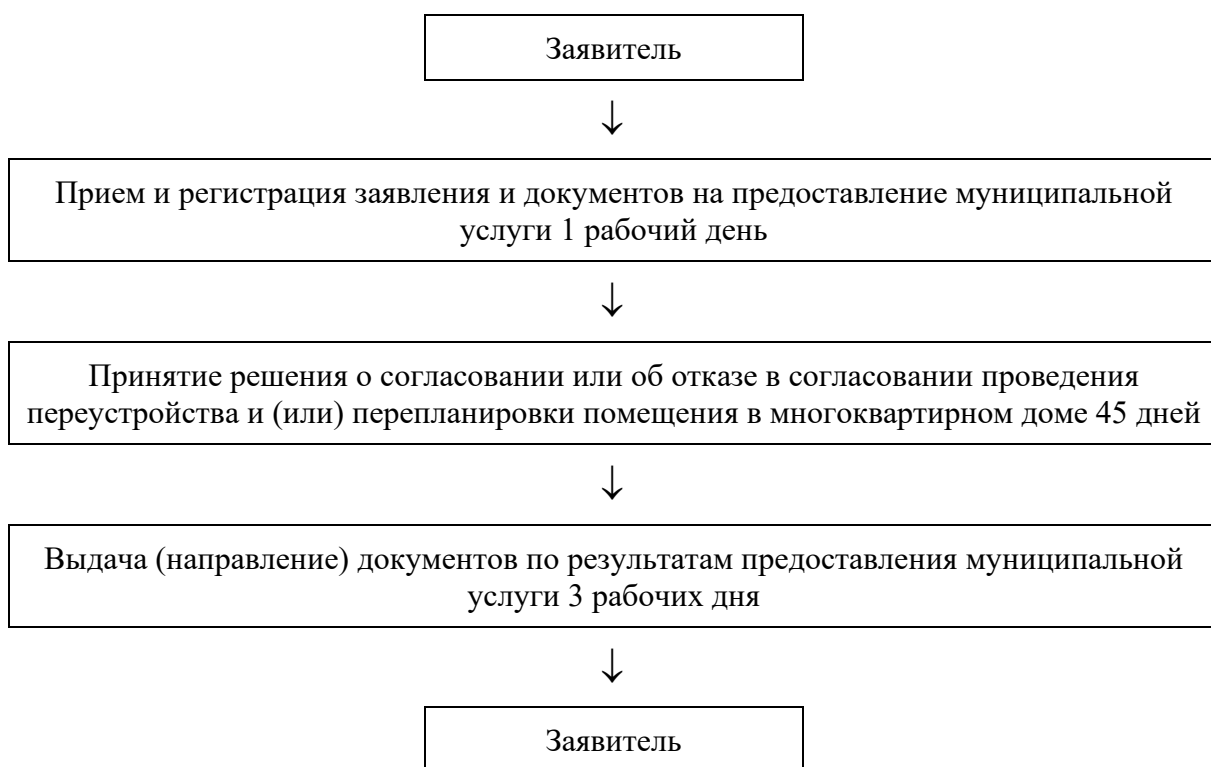 Заявитель
↓
Прием и регистрация заявления и документов на предоставление муниципальной
услуги 1 рабочий день
↓
Принятие решения о согласовании или об отказе в согласовании проведения
переустройства и (или) перепланировки помещения в многоквартирном доме 45 дней
↓
Выдача (направление) документов по результатам предоставления муниципальной
услуги 3 рабочих дня
↓
Заявитель